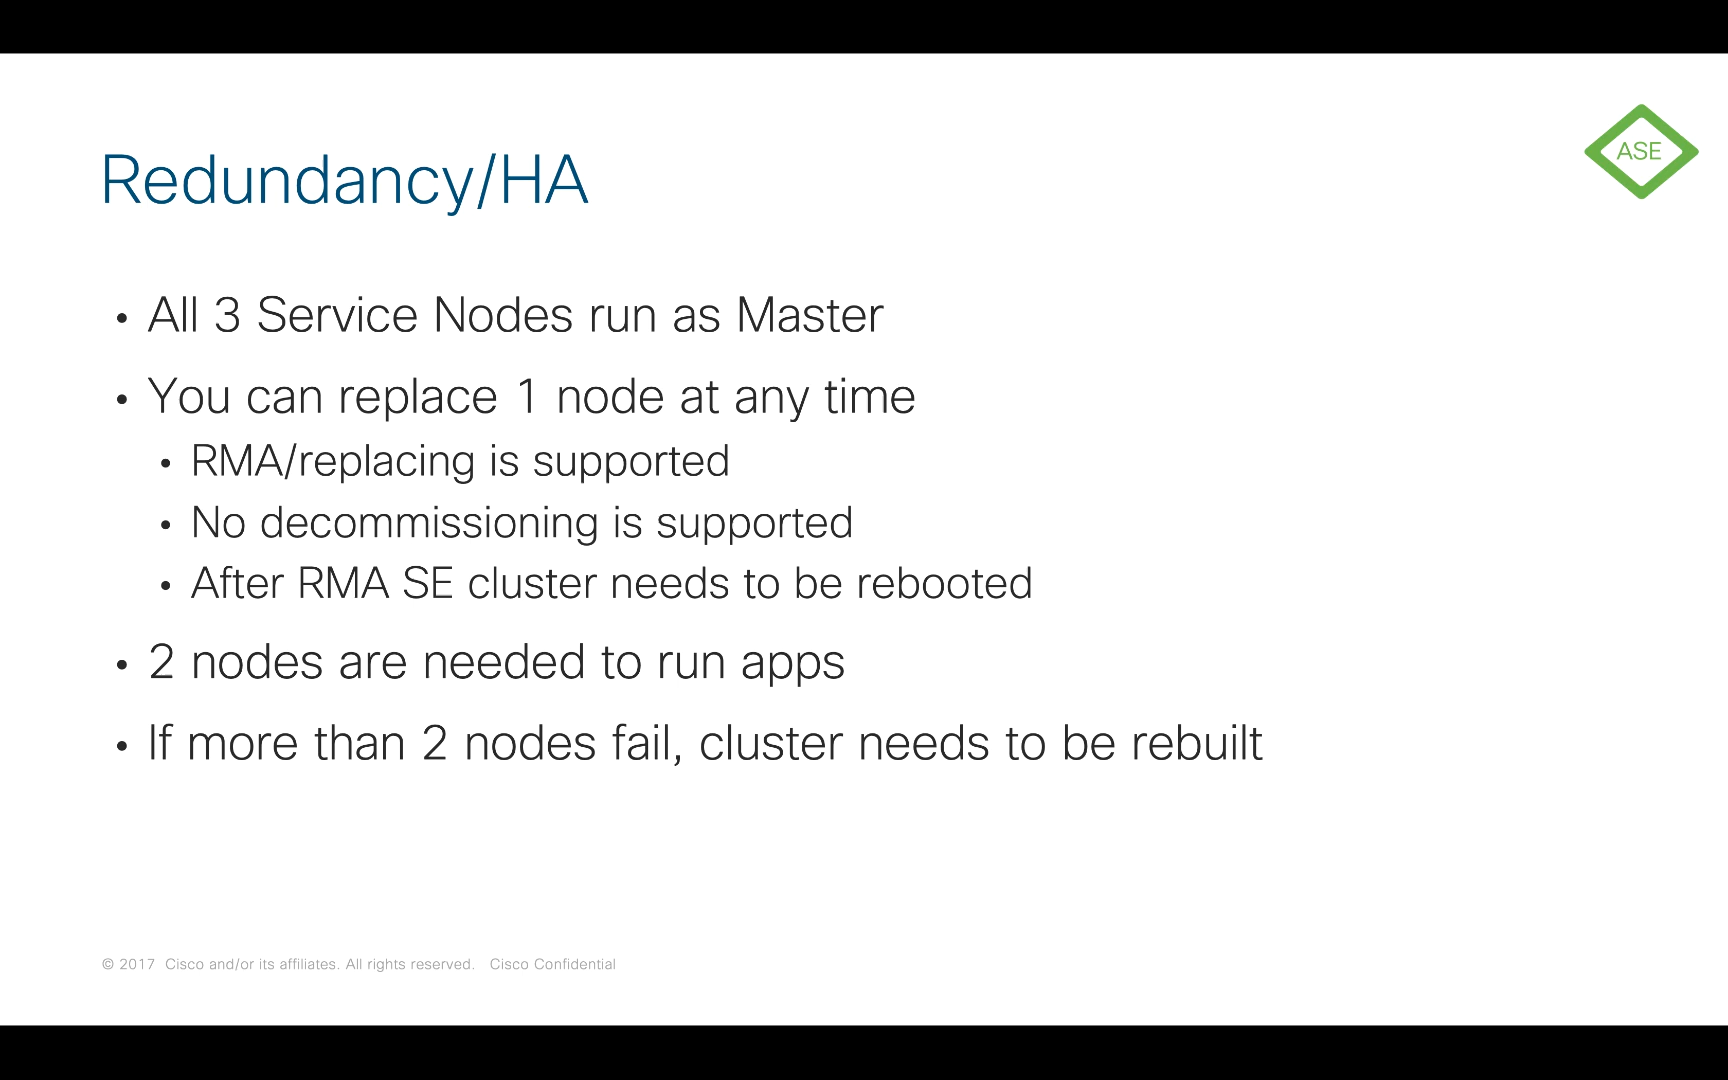 ASE
Redundancy/HA
• All 3 Service Nodes run as Master
• You can replace 1 node at any time
• RMA/replacing is supported
• No decommissioning is supported
• After RMA SE cluster needs to be rebooted
• 2 nodes are needed to run apps
• If more than 2 nodes fail, cluster needs to be rebuilt
© 2017 Cisco and/or its affiliates. All rights reserved. Cisco Confidential